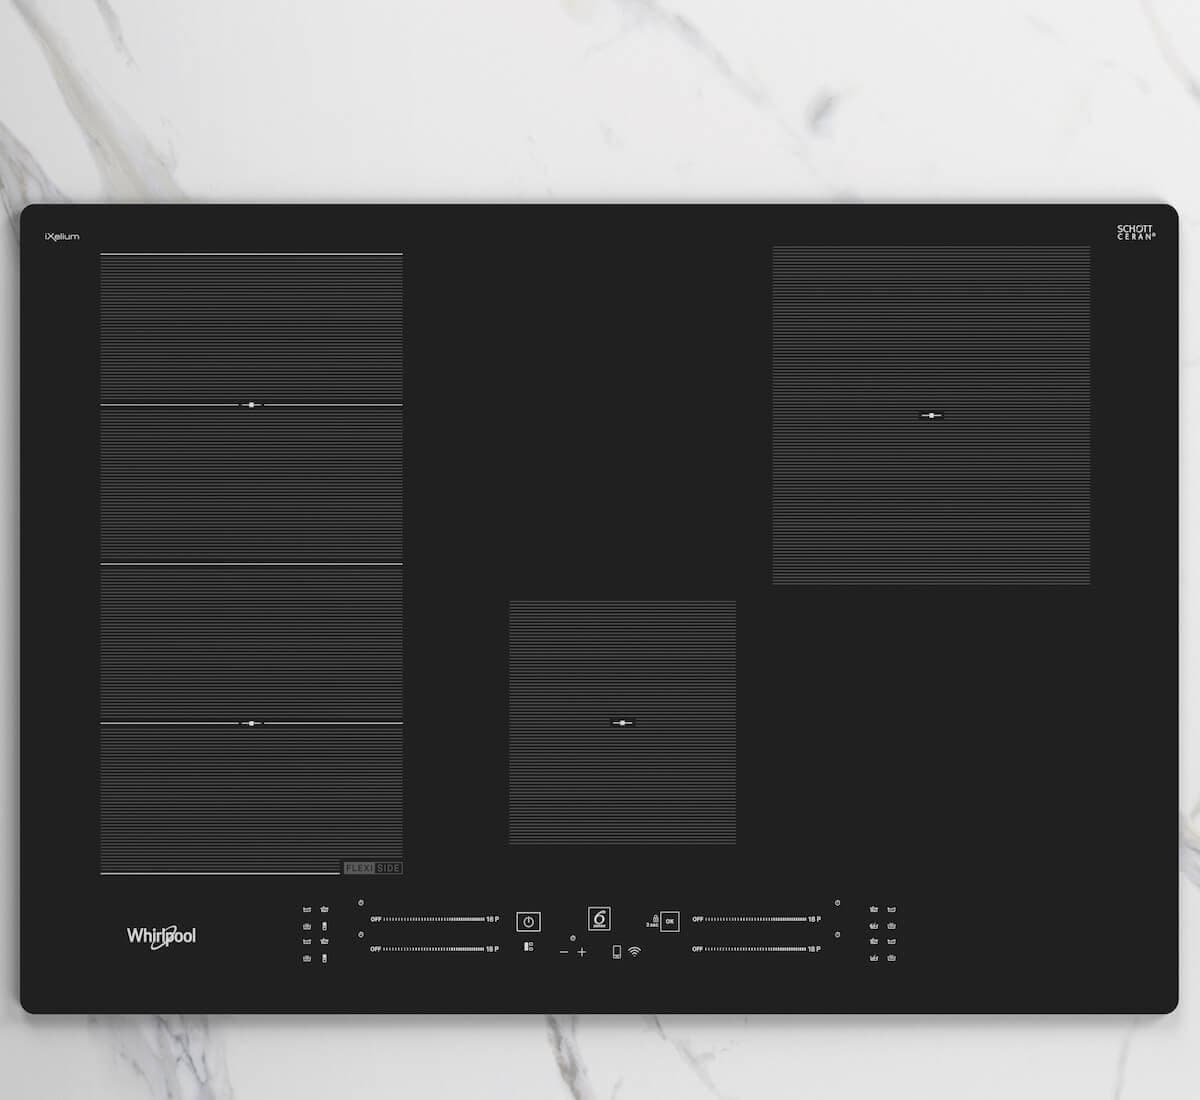 iXelium
SCHOTT
CERAN®
FLEXI SIDE
Whirlpool
OFF 18 P
OFF 18 P
6
3 sec
OK
OFF 18 P
OFF 18 P